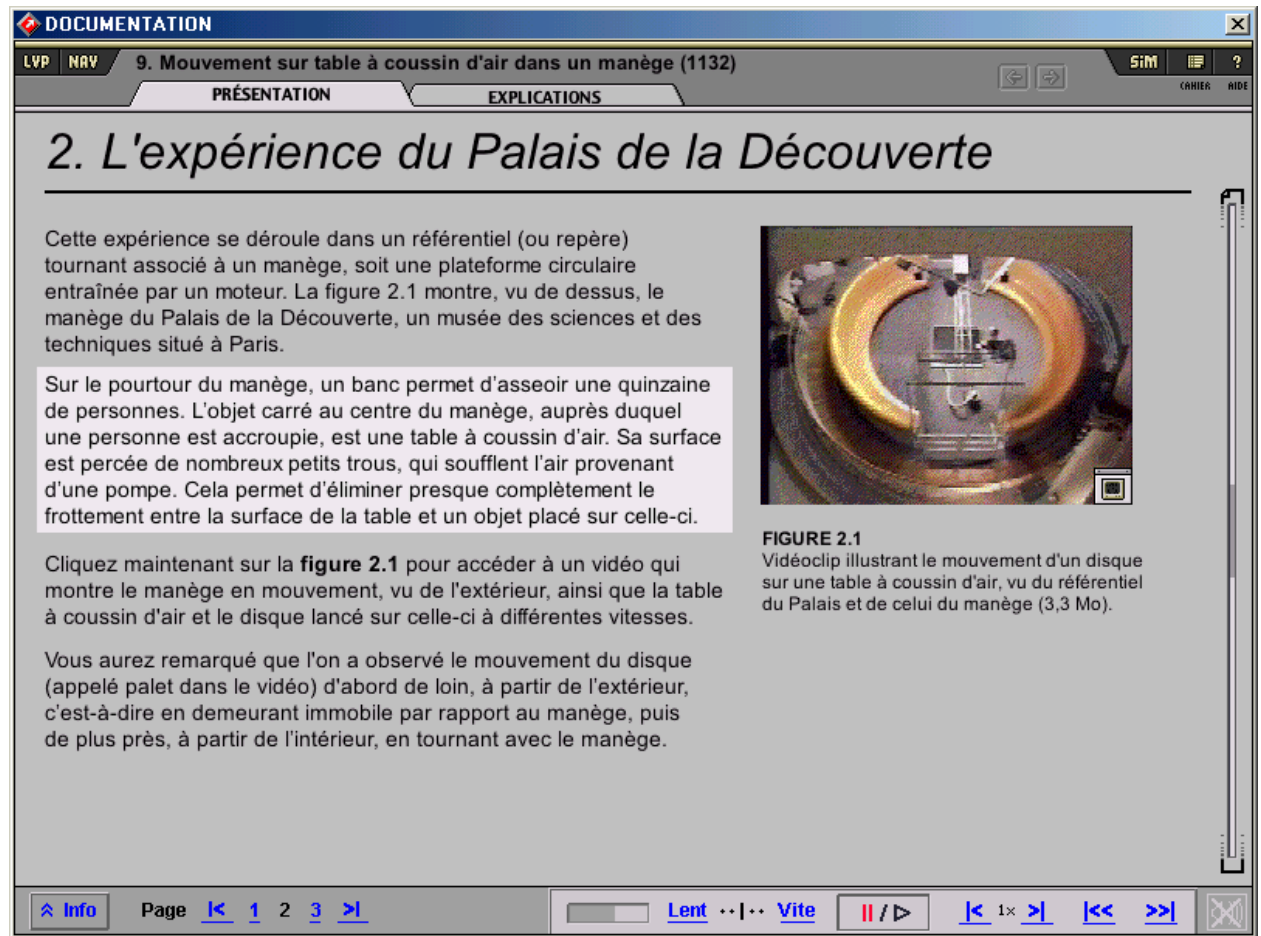 DOCUMENTATION
LVP NAV 9. Mouvement sur table à coussin d'air dans un manège (1132) SiM ?
CAHIER AIDE
PRÉSENTATION EXPLICATIONS
2. L'expérience du Palais de la Découverte
Cette expérience se déroule dans un référentiel (ou repère)
tournant associé à un manège, soit une plateforme circulaire
entraînée par un moteur. La figure 2.1 montre, vu de dessus, le
manège du Palais de la Découverte, un musée des sciences et des
techniques situé à Paris.
Sur le pourtour du manège, un banc permet d’asseoir une quinzaine
de personnes. L’objet carré au centre du manège, auprès duquel
une personne est accroupie, est une table à coussin d’air. Sa surface
est percée de nombreux petits trous, qui soufflent l’air provenant
d’une pompe. Cela permet d’éliminer presque complètement le
frottement entre la surface de la table et un objet placé sur celle-ci.
Cliquez maintenant sur la figure 2.1 pour accéder à un vidéo qui
montre le manège en mouvement, vu de l'extérieur, ainsi que la table
à coussin d'air et le disque lancé sur celle-ci à différentes vitesses.
Vous aurez remarqué que l'on a observé le mouvement du disque
(appelé palet dans le vidéo) d'abord de loin, à partir de l’extérieur,
c’est-à-dire en demeurant immobile par rapport au manège, puis
de plus près, à partir de l’intérieur, en tournant avec le manège.
FIGURE 2.1
Vidéoclip illustrant le mouvement d'un disque
sur une table à coussin d'air, vu du référentiel
du Palais et de celui du manège (3,3 Mo).
Info Page |< 1 2 3 >| Lent Vite |< 1× >| |<< >>|